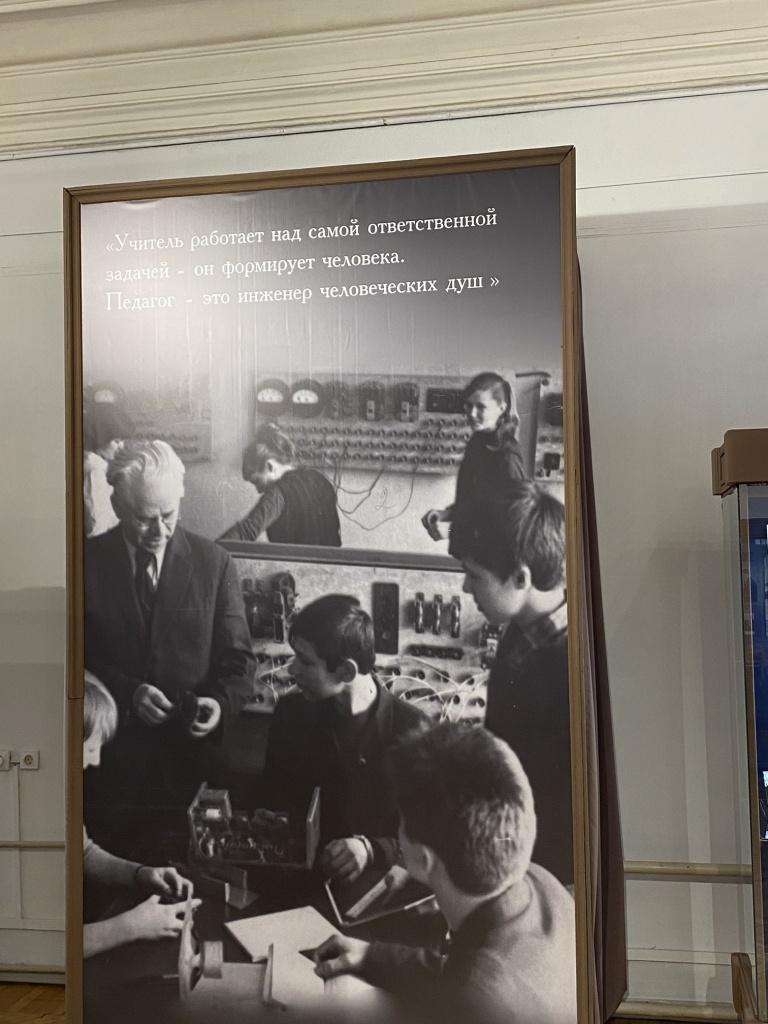 «Учитель работает над самой ответственной
задачей - он формирует человека.
Педагог - это инженер человеческих душ »